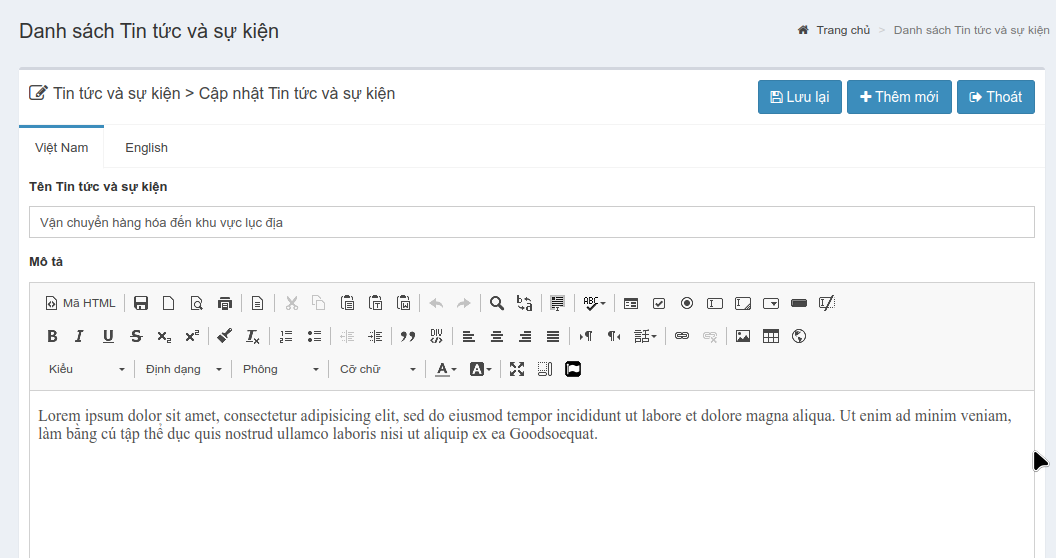 Danh sách Tin tức và sự kiện
Trang chủ > Danh sách Tin tức và sự kiện
Tin tức và sự kiện > Cập nhật Tin tức và sự kiện
Lưu lại Thêm mới Thoát
Việt Nam English
Tên Tin tức và sự kiện
Vận chuyển hàng hóa đến khu vực lục địa
Mô tả
Mã HTML
Kiểu Định dạng Phông Cỡ chữ
Lorem ipsum dolor sit amet, consectetur adipisicing elit, sed do eiusmod tempor incididunt ut labore et dolore magna aliqua. Ut enim ad minim veniam,
làm bằng cú tập thể dục quis nostrud ullamco laboris nisi ut aliquip ex ea Goodsoequat.